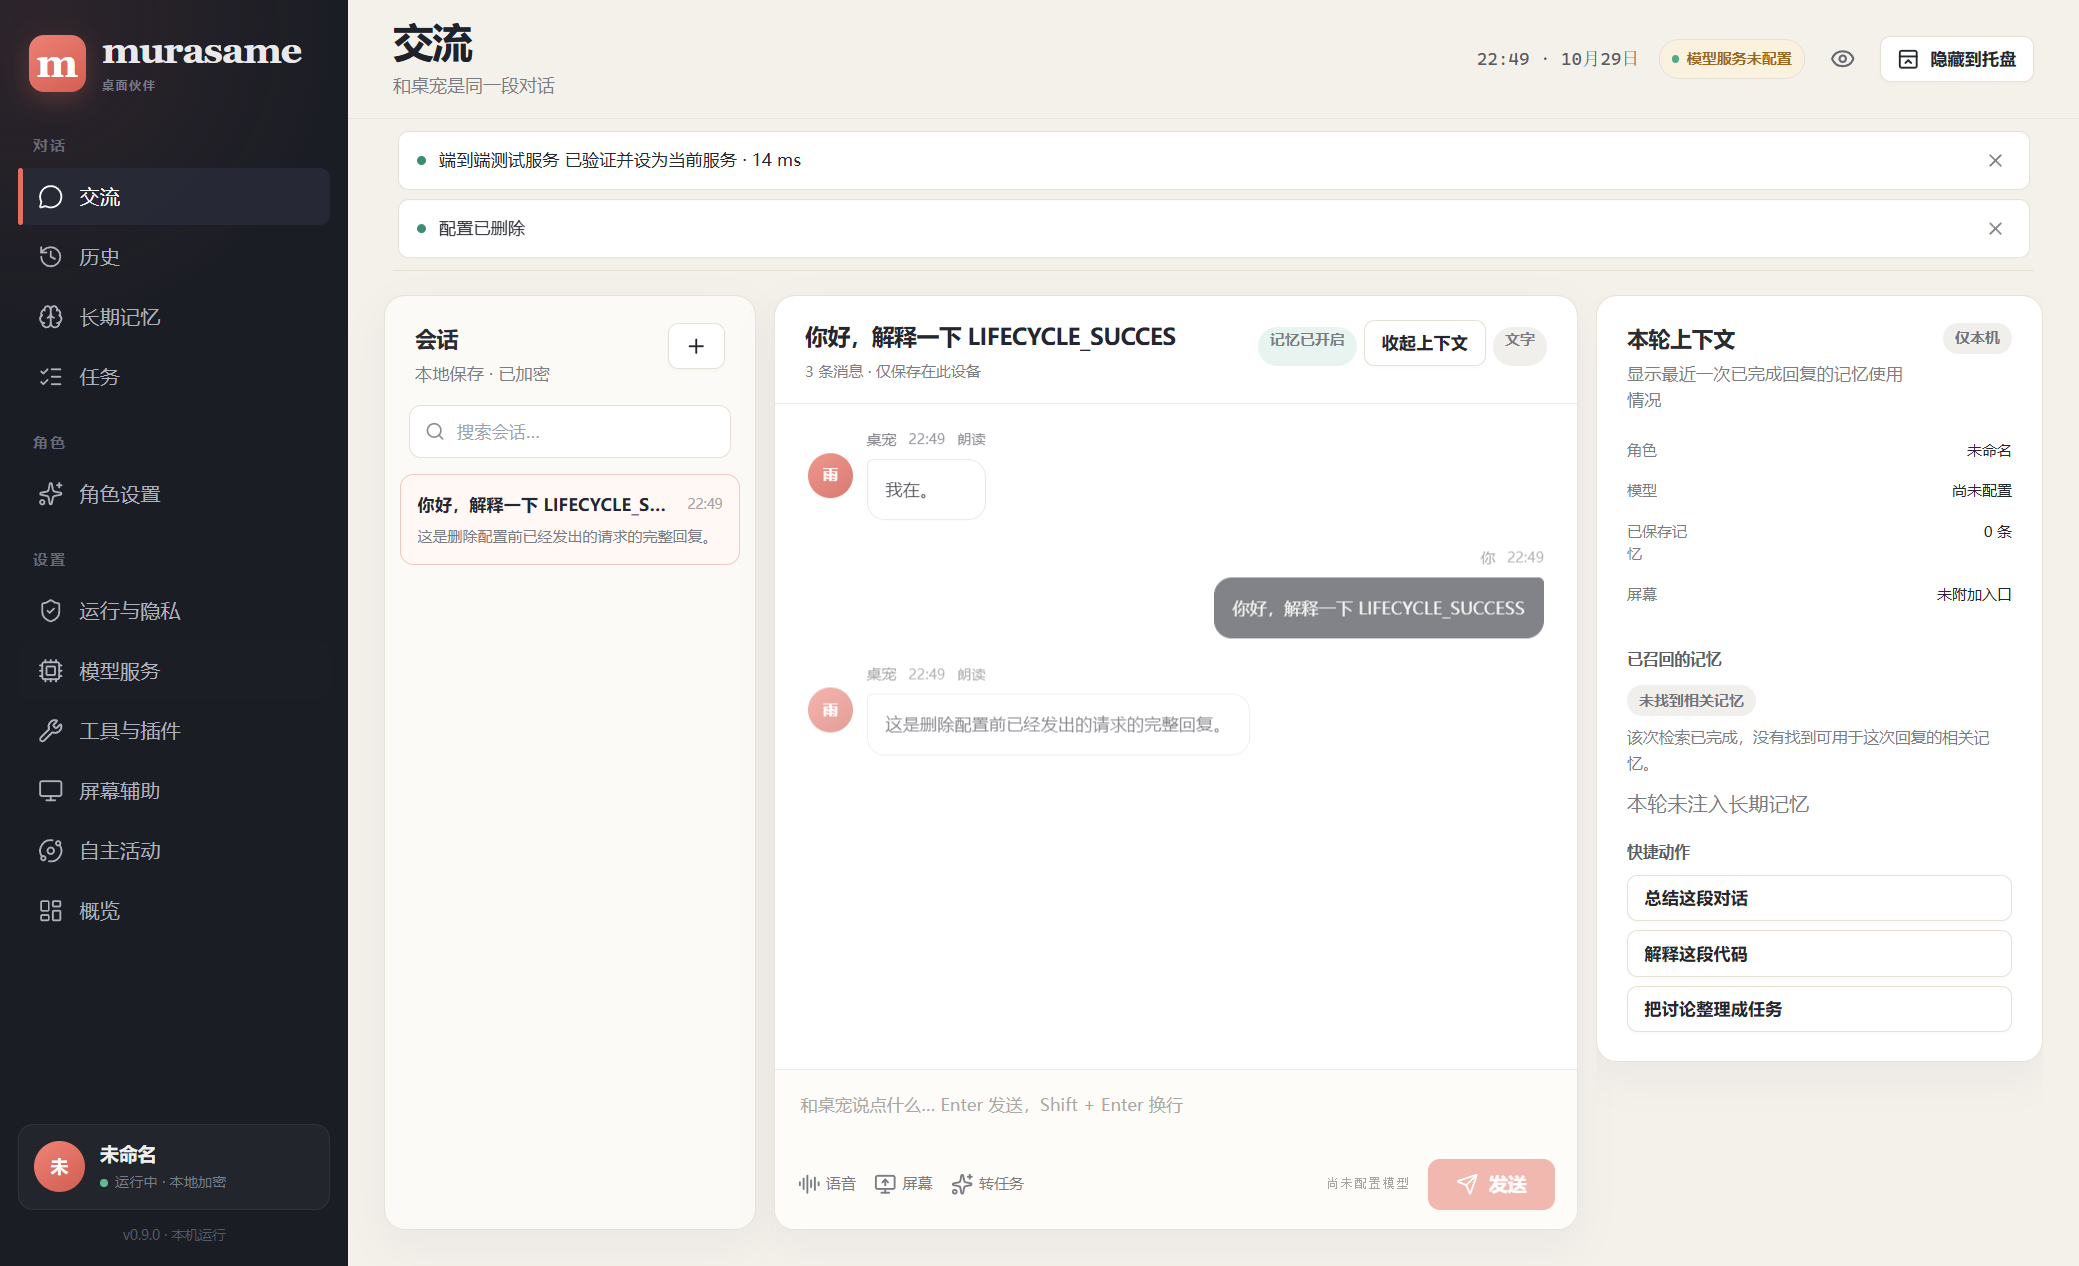 m
murasame
桌面伙伴
对话
交流
历史
长期记忆
任务
角色
角色设置
设置
运行与隐私
模型服务
工具与插件
屏幕辅助
自主活动
概览
未
未命名
运行中 · 本地加密
v0.9.0 · 本机运行
交流
和桌宠是同一段对话
22:49 · 10月29日
模型服务未配置
隐藏到托盘
端到端测试服务 已验证并设为当前服务 · 14 ms
配置已删除
会话
本地保存 · 已加密
搜索会话...
你好，解释一下 LIFECYCLE_S... 22:49
这是删除配置前已经发出的请求的完整回复。
你好，解释一下 LIFECYCLE_SUCCES
3 条消息 · 仅保存在此设备
记忆已开启
收起上下文
文字
桌宠 22:49 朗读
雨
我在。
你 22:49
你好，解释一下 LIFECYCLE_SUCCESS
桌宠 22:49 朗读
雨
这是删除配置前已经发出的请求的完整回复。
和桌宠说点什么... Enter 发送，Shift + Enter 换行
语音
屏幕
转任务
尚未配置模型
发送
本轮上下文
仅本机
显示最近一次已完成回复的记忆使用
情况
角色 未命名
模型 尚未配置
已保存记
忆
0 条
屏幕 未附加入口
已召回的记忆
未找到相关记忆
该次检索已完成，没有找到可用于这次回复的相关记
忆。
本轮未注入长期记忆
快捷动作
总结这段对话
解释这段代码
把讨论整理成任务